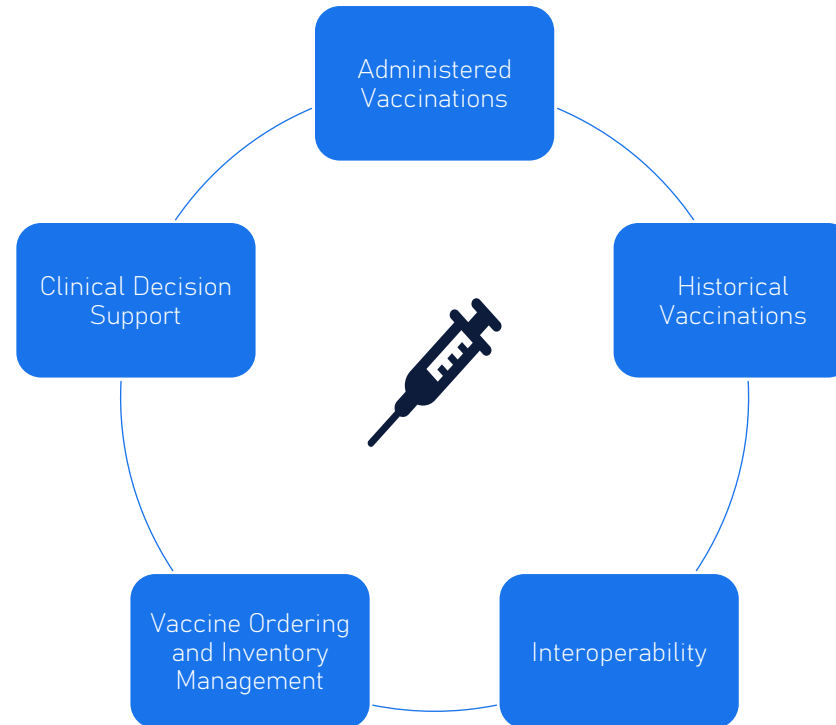 Administered
Vaccinations
Clinical Decision
Support
Historical
Vaccinations
Vaccine Ordering
and Inventory
Management
Interoperability